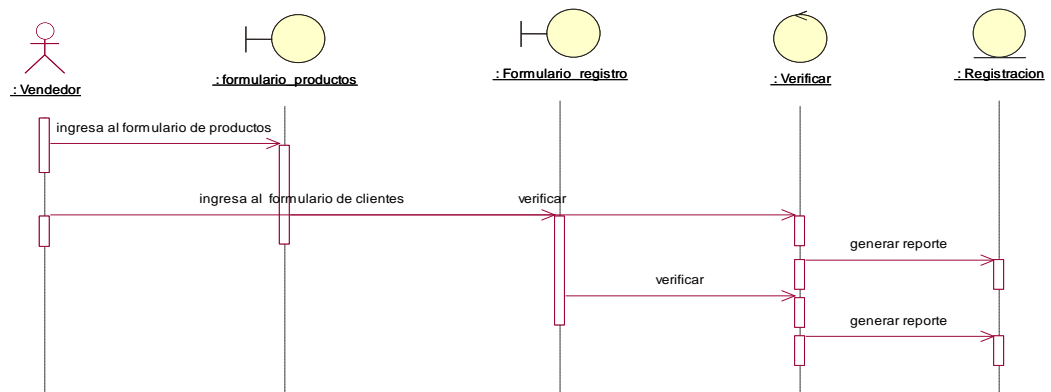 : Vendedor
: formulario_productos
: Formulario_registro
: Verificar
: Registracion
ingresa al formulario de productos
ingresa al formulario de clientes
verificar
generar reporte
verificar
generar reporte